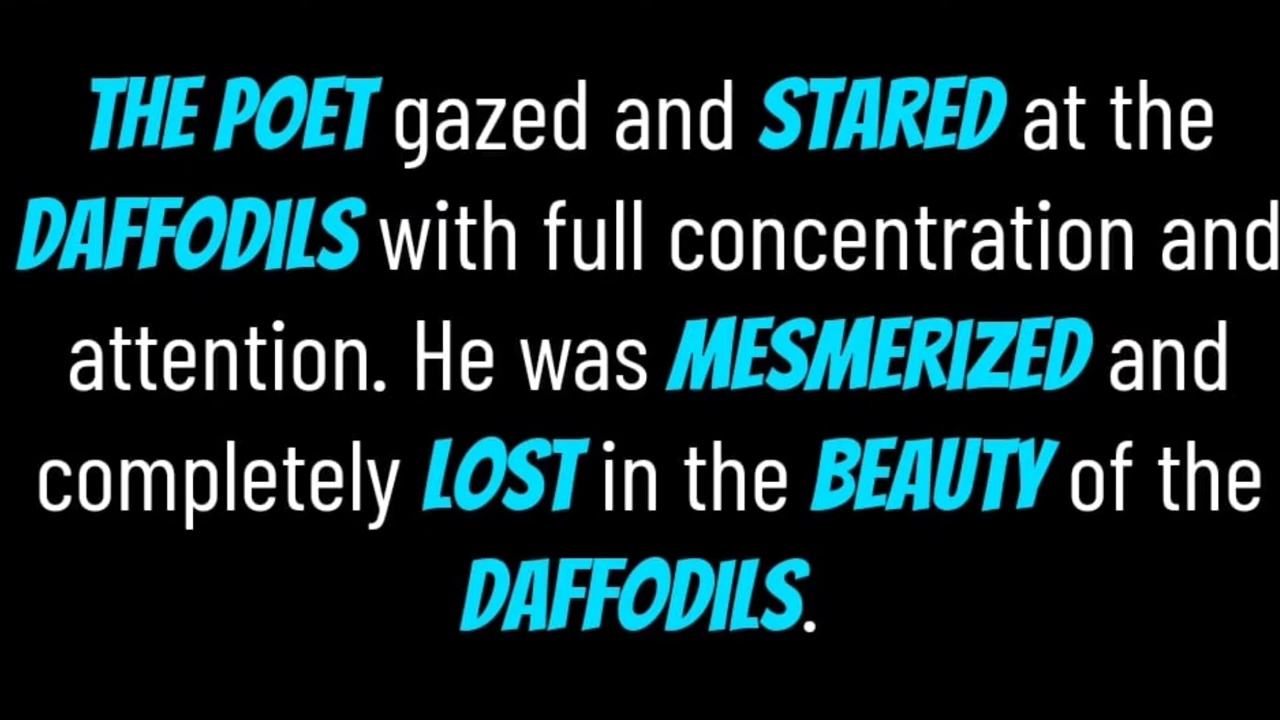 THE POET gazed and STARED at the
DAFFODILS with full concentration and
attention. He was MESMERIZED and
completely LOST in the BEAUTY of the
DAFFODILS.